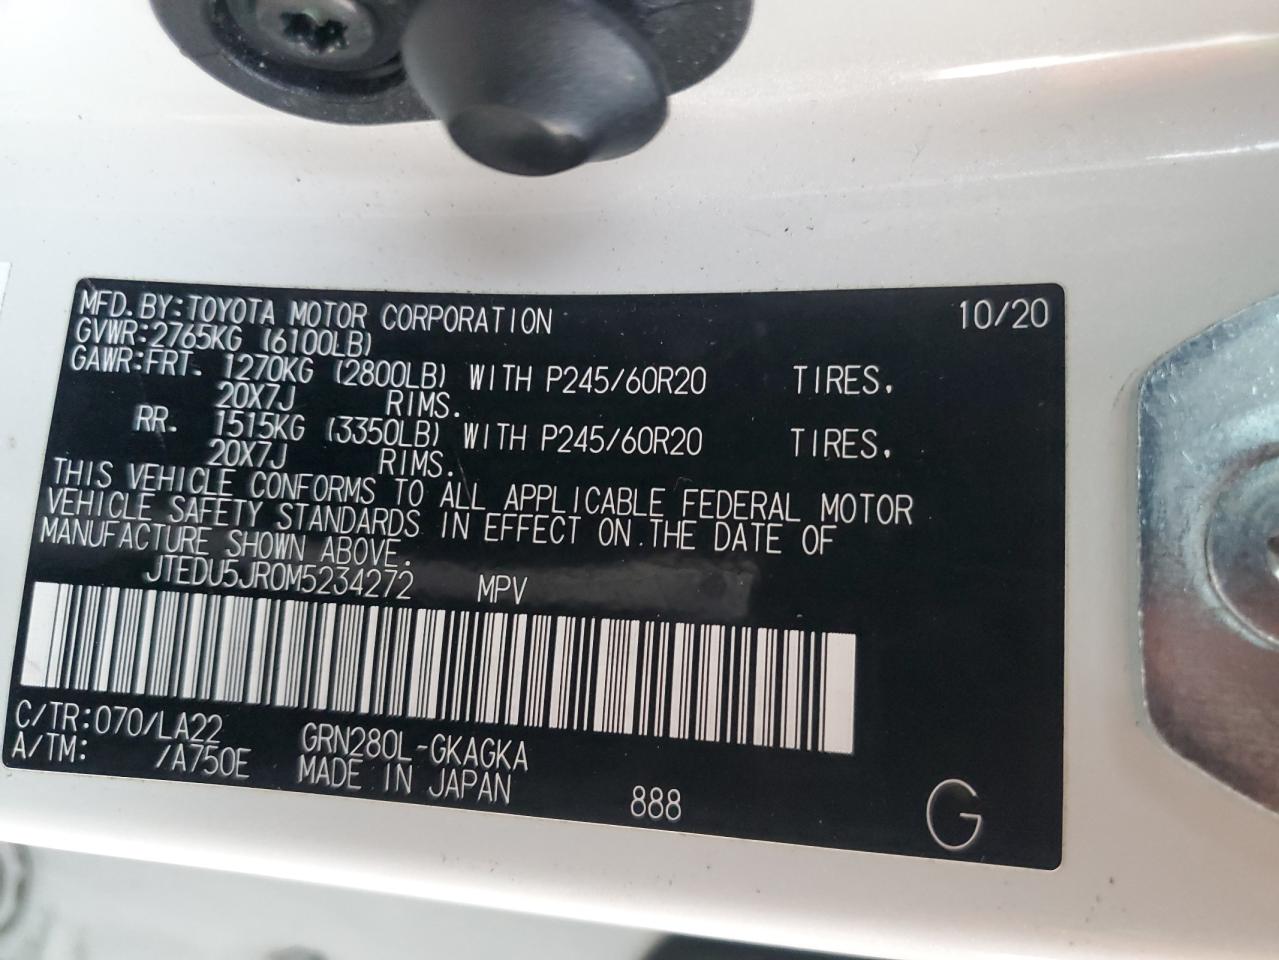 MFD. BY:TOYOTA MOTOR CORPORATION 10/20
GVWR:2765KG (6100LB)
GAWR:FRT. 1270KG (2800LB) WITH P245/60R20 TIRES,
20X7J RIMS.
RR. 1515KG (3350LB) WITH P245/60R20 TIRES,
20X7J RIMS.
THIS VEHICLE CONFORMS TO ALL APPLICABLE FEDERAL MOTOR
VEHICLE SAFETY STANDARDS IN EFFECT ON THE DATE OF
MANUFACTURE SHOWN ABOVE.
JTEDU5JR0M5234272 MPV
C/TR:070/LA22 GRN280L-GKAGKA
A/TM: /A750E MADE IN JAPAN 888 G